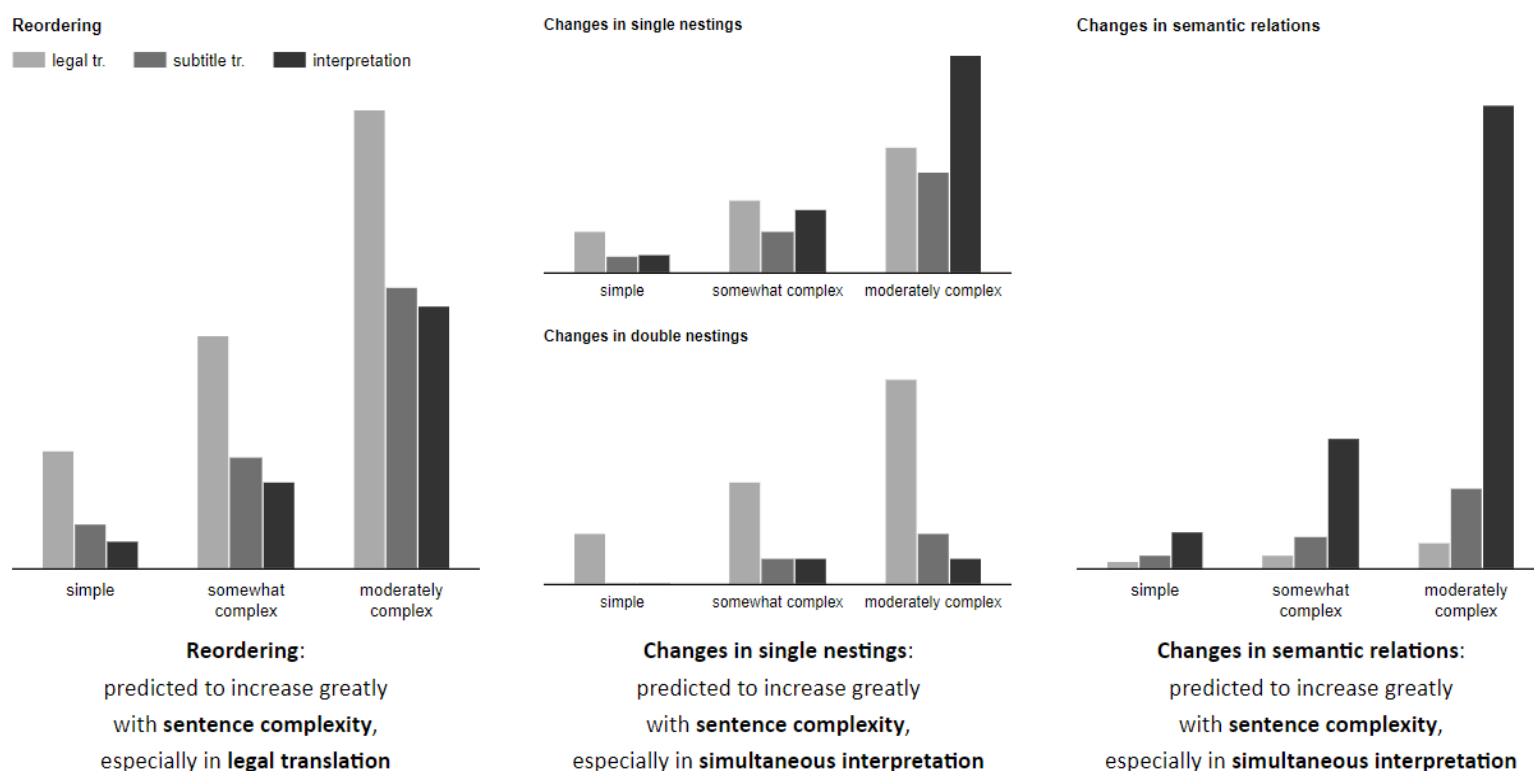 Reordering
legal tr. subtitle tr. interpretation
simple
somewhat
complex
moderately
complex
Reordering:
predicted to increase greatly
with sentence complexity,
especially in legal translation
Changes in single nestings
simple somewhat complex moderately complex
Changes in double nestings
simple somewhat complex moderately complex
Changes in single nestings:
predicted to increase greatly
with sentence complexity,
especially in simultaneous interpretation
Changes in semantic relations
simple
somewhat
complex
moderately
complex
Changes in semantic relations:
predicted to increase greatly
with sentence complexity,
especially in simultaneous interpretation